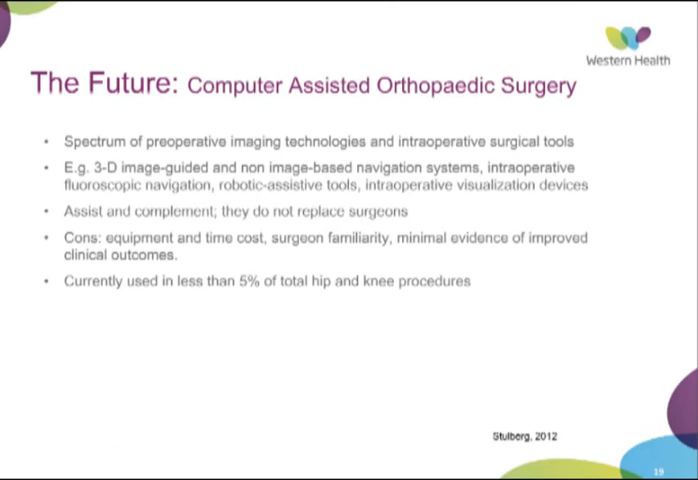 Western Health
The Future: Computer Assisted Orthopaedic Surgery
• Spectrum of preoperative imaging technologies and intraoperative surgical tools
• E.g. 3-D image-guided and non image-based navigation systems, intraoperative
fluoroscopic navigation, robotic-assistive tools, intraoperative visualization devices
• Assist and complement; they do not replace surgeons
• Cons: equipment and time cost, surgeon familiarity, minimal evidence of improved
clinical outcomes.
• Currently used in less than 5% of total hip and knee procedures
Stulberg, 2012
19